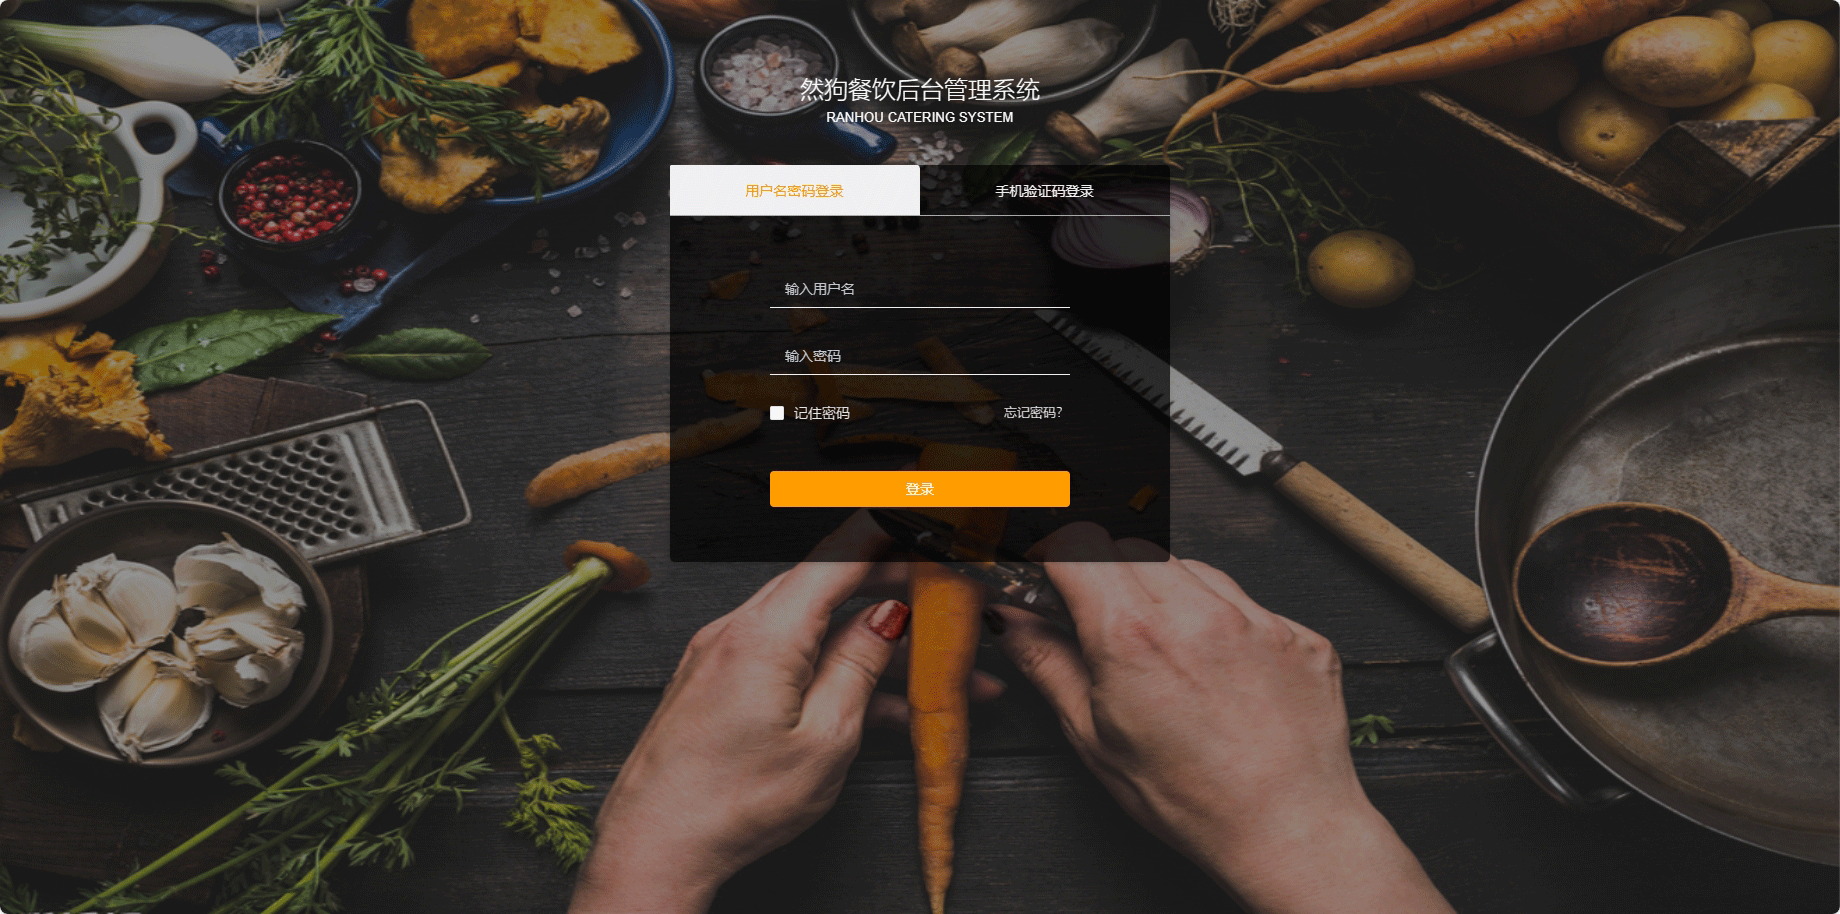 然狗餐饮后台管理系统
RANHOU CATERING SYSTEM
用户名密码登录
手机验证码登录
输入用户名
输入密码
记住密码
忘记密码?
登录